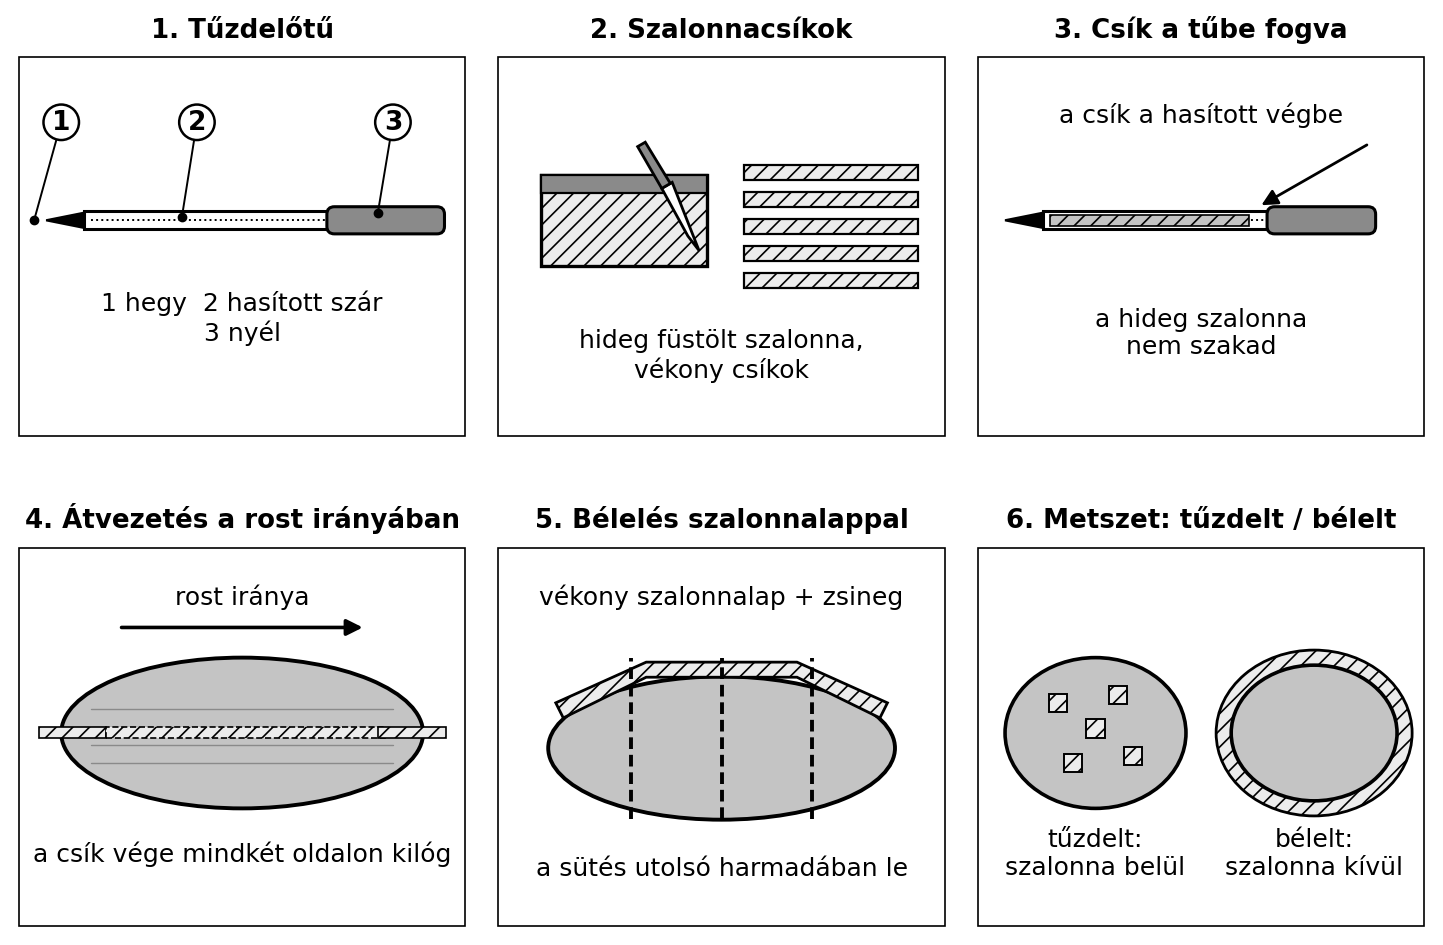 1. Tűzdelőtű
1
2
3
1 hegy  2 hasított szár
3 nyél
2. Szalonnacsíkok
hideg füstölt szalonna,
vékony csíkok
3. Csík a tűbe fogva
a csík a hasított végbe
a hideg szalonna
nem szakad
4. Átvezetés a rost irányában
rost iránya
a csík vége mindkét oldalon kilóg
5. Bélelés szalonnalappal
vékony szalonnalap + zsineg
a sütés utolsó harmadában le
6. Metszet: tűzdelt / bélelt
tűzdelt:
szalonna belül
bélelt:
szalonna kívül